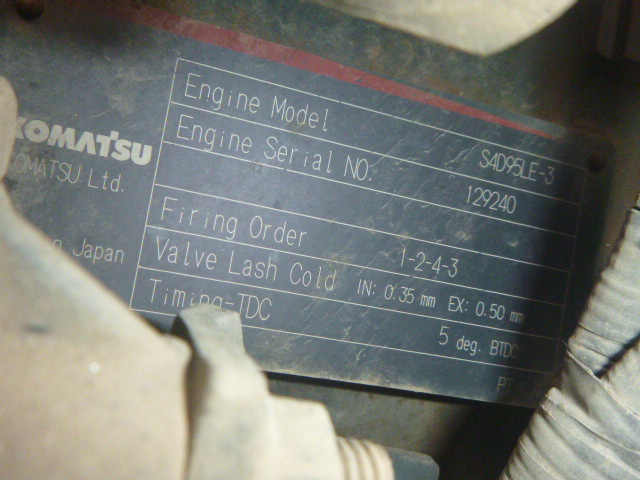 KOMATSU
KOMATSU Ltd.
Japan
Engine Model S4D95LE-3
Engine Serial NO. 129240
Firing Order 1-2-4-3
Valve Lash Cold IN: 0.35 mm EX: 0.50 mm
Timing-TDC 5 deg. BTDC